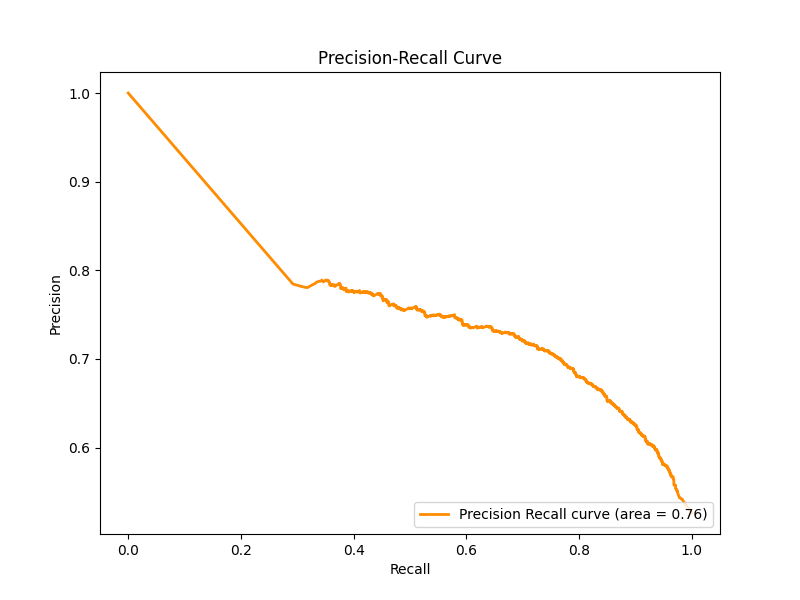 Precision-Recall Curve
Precision
1.0
0.9
0.8
0.7
0.6
0.0 0.2 0.4 0.6 0.8 1.0
Recall
Precision Recall curve (area = 0.76)